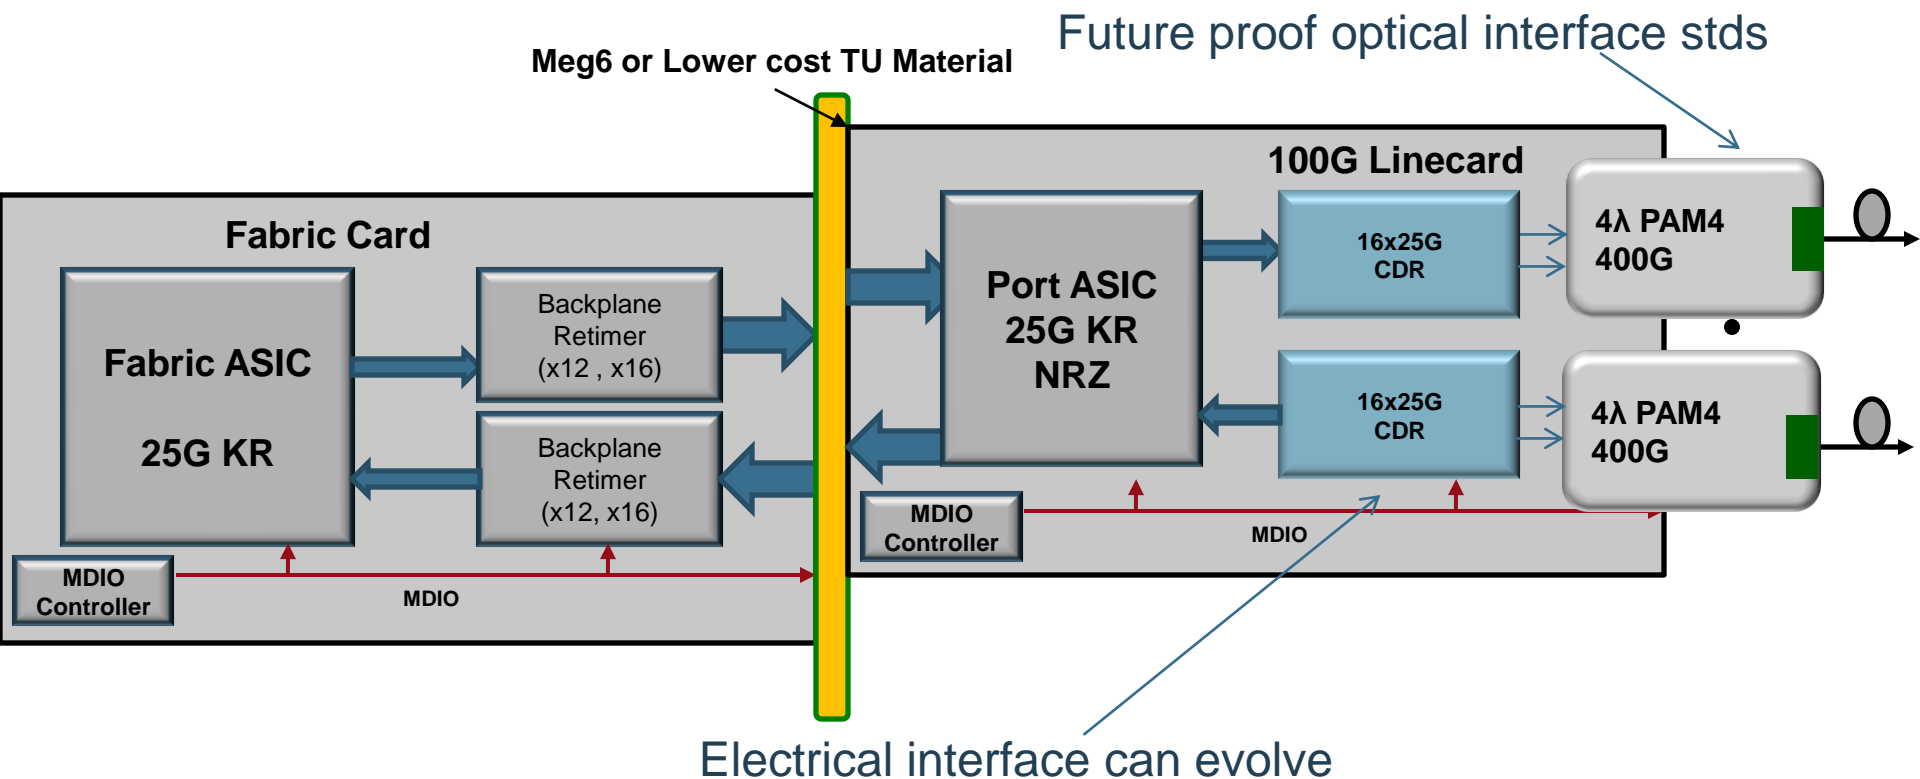 Future proof optical interface stds
Meg6 or Lower cost TU Material
100G Linecard
Fabric Card
Fabric ASIC
25G KR
Backplane
Retimer
(x12 , x16)
Backplane
Retimer
(x12, x16)
MDIO
Controller
MDIO
Port ASIC
25G KR
NRZ
16x25G
CDR
16x25G
CDR
4λ PAM4
400G
4λ PAM4
400G
MDIO
Controller
MDIO
Electrical interface can evolve